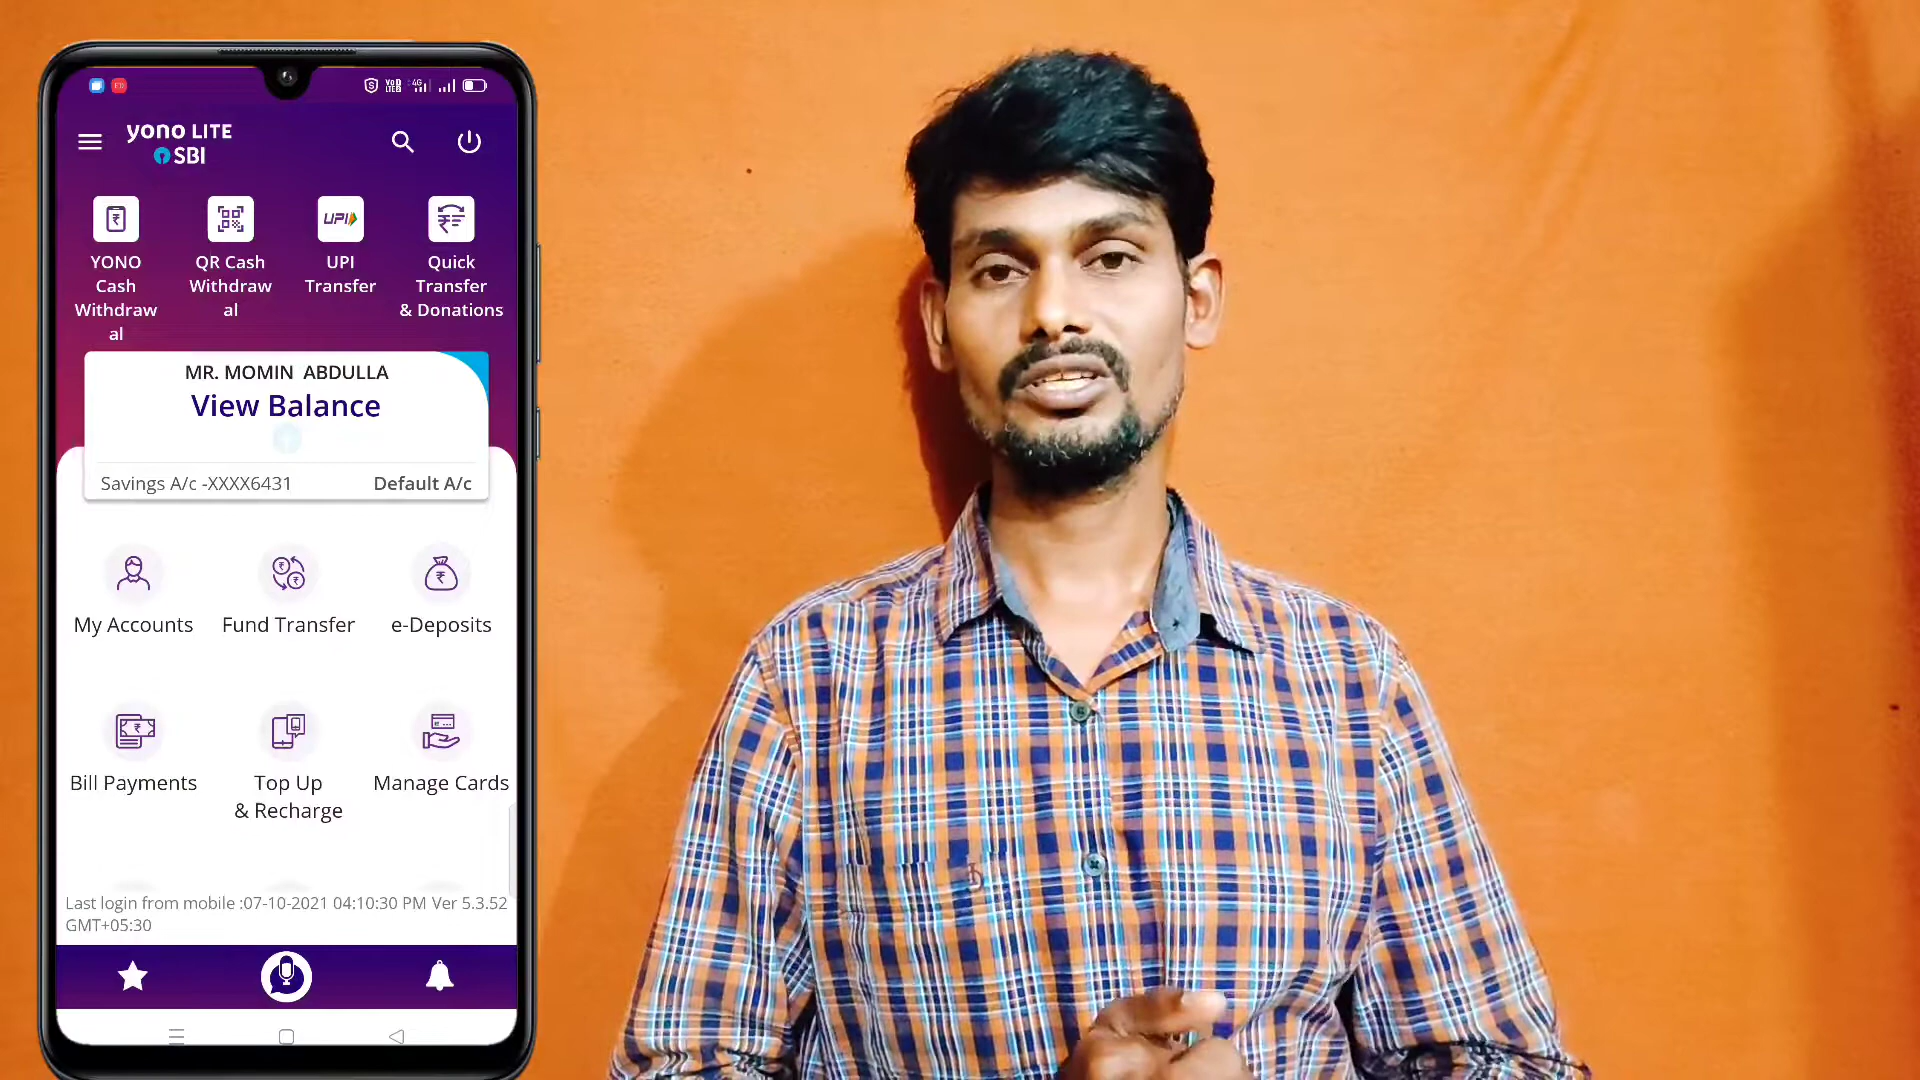 yono LITE
SBI
UPI
YONO
Cash
Withdraw
al
QR Cash
Withdraw
al
UPI
Transfer
Quick
Transfer
& Donations
MR. MOMIN ABDULLA
View Balance
Savings A/c -XXXX6431
Default A/c
My Accounts
Fund Transfer
e-Deposits
Bill Payments
Top Up
& Recharge
Manage Cards
Last login from mobile :07-10-2021 04:10:30 PM Ver 5.3.52
GMT+05:30